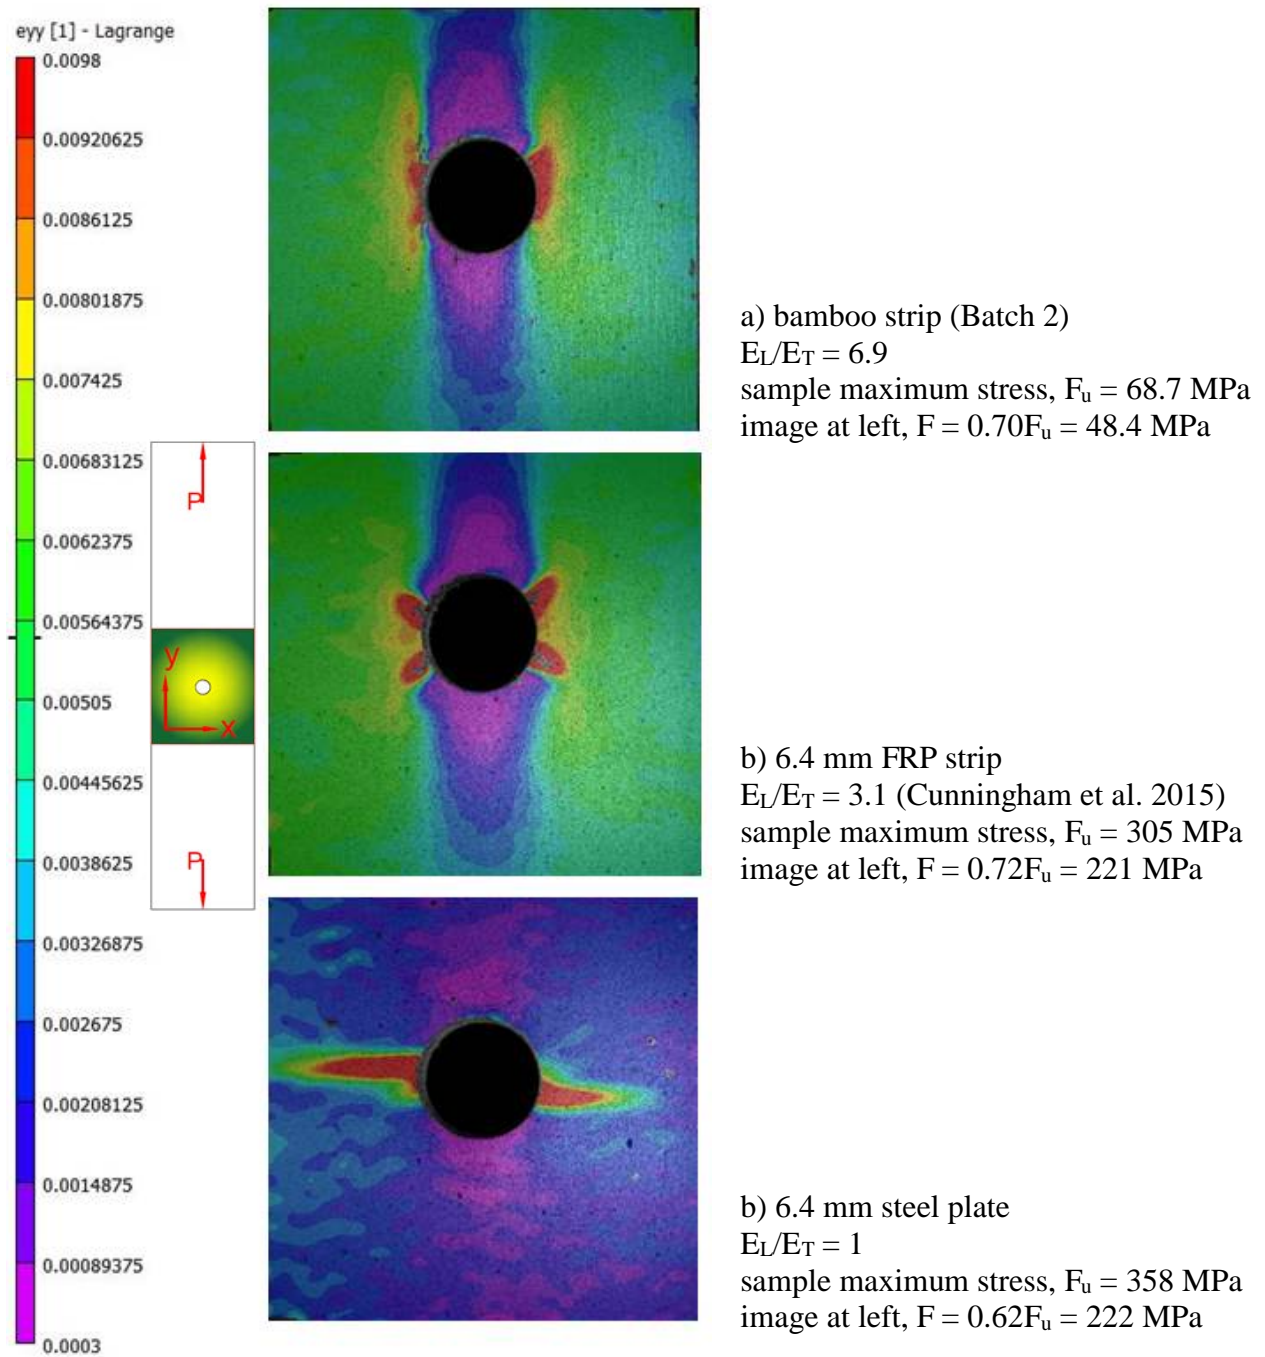 eyy [1] - Lagrange
0.0098
0.00920625
0.0086125
0.00801875
0.007425
0.00683125
0.0062375
0.00564375
0.00505
0.00445625
0.0038625
0.00326875
0.002675
0.00208125
0.0014875
0.00089375
0.0003
P
y
x
P
a) bamboo strip (Batch 2)
EL/ET = 6.9
sample maximum stress, Fu = 68.7 MPa
image at left, F = 0.70Fu = 48.4 MPa
b) 6.4 mm FRP strip
EL/ET = 3.1 (Cunningham et al. 2015)
sample maximum stress, Fu = 305 MPa
image at left, F = 0.72Fu = 221 MPa
b) 6.4 mm steel plate
EL/ET = 1
sample maximum stress, Fu = 358 MPa
image at left, F = 0.62Fu = 222 MPa